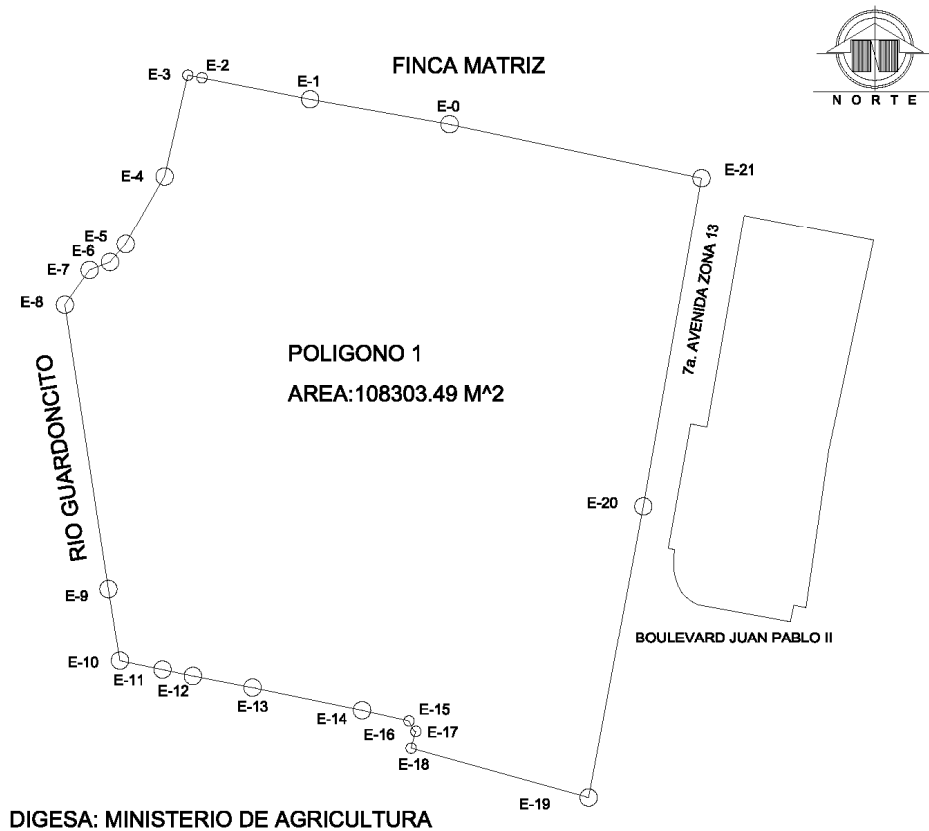 FINCA MATRIZ
N O R T E
E-3
E-2
E-1
E-0
E-21
E-4
E-5
E-6
E-7
E-8
7a. AVENIDA ZONA 13
POLIGONO 1
AREA:108303.49 M^2
RIO GUARDONCITO
E-20
E-9
BOULEVARD JUAN PABLO II
E-10
E-11
E-12
E-13
E-14
E-15
E-16
E-17
E-18
E-19
DIGESA: MINISTERIO DE AGRICULTURA